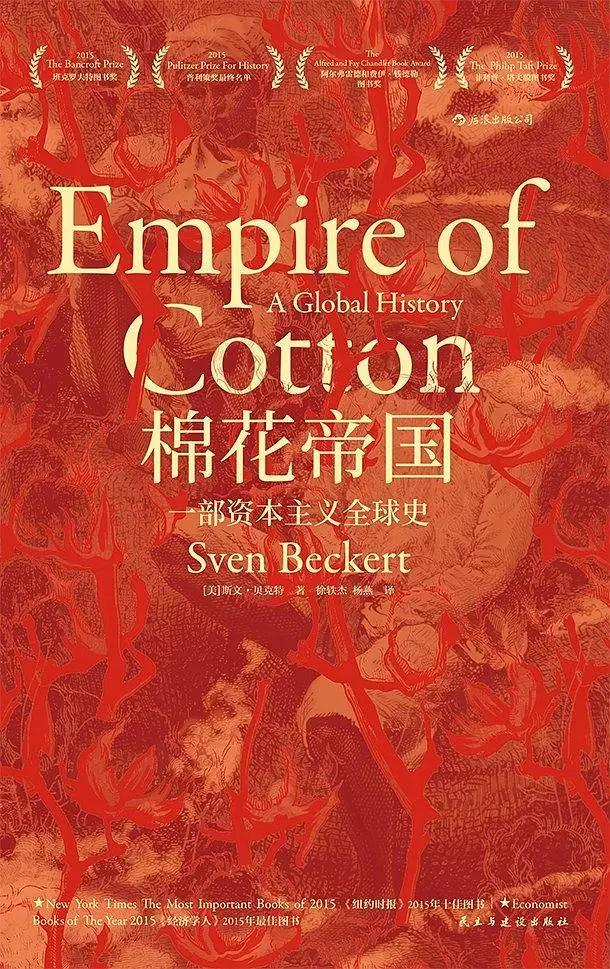 2015
The Bancroft Prize
班克罗夫特图书奖
2015
Pulitzer Prize For History
普利策奖最终名单
The
Alfred and Fay Chandler Book Award
阿尔弗雷德和费伊·钱德勒
图书奖
2015
The Philip Taft Prize
菲利普·塔夫脱图书奖
后浪出版公司
Empire of
A Global History
Cotton
棉花帝国
一部资本主义全球史
Sven Beckert
[美]斯文·贝克特 著 徐轶杰 杨燕 译
★New York Times The Most Important Books of 2015 《纽约时报》2015年十佳图书 | ★Economist
Books of The Year 2015《经济学人》2015年最佳图书
民主与建设出版社